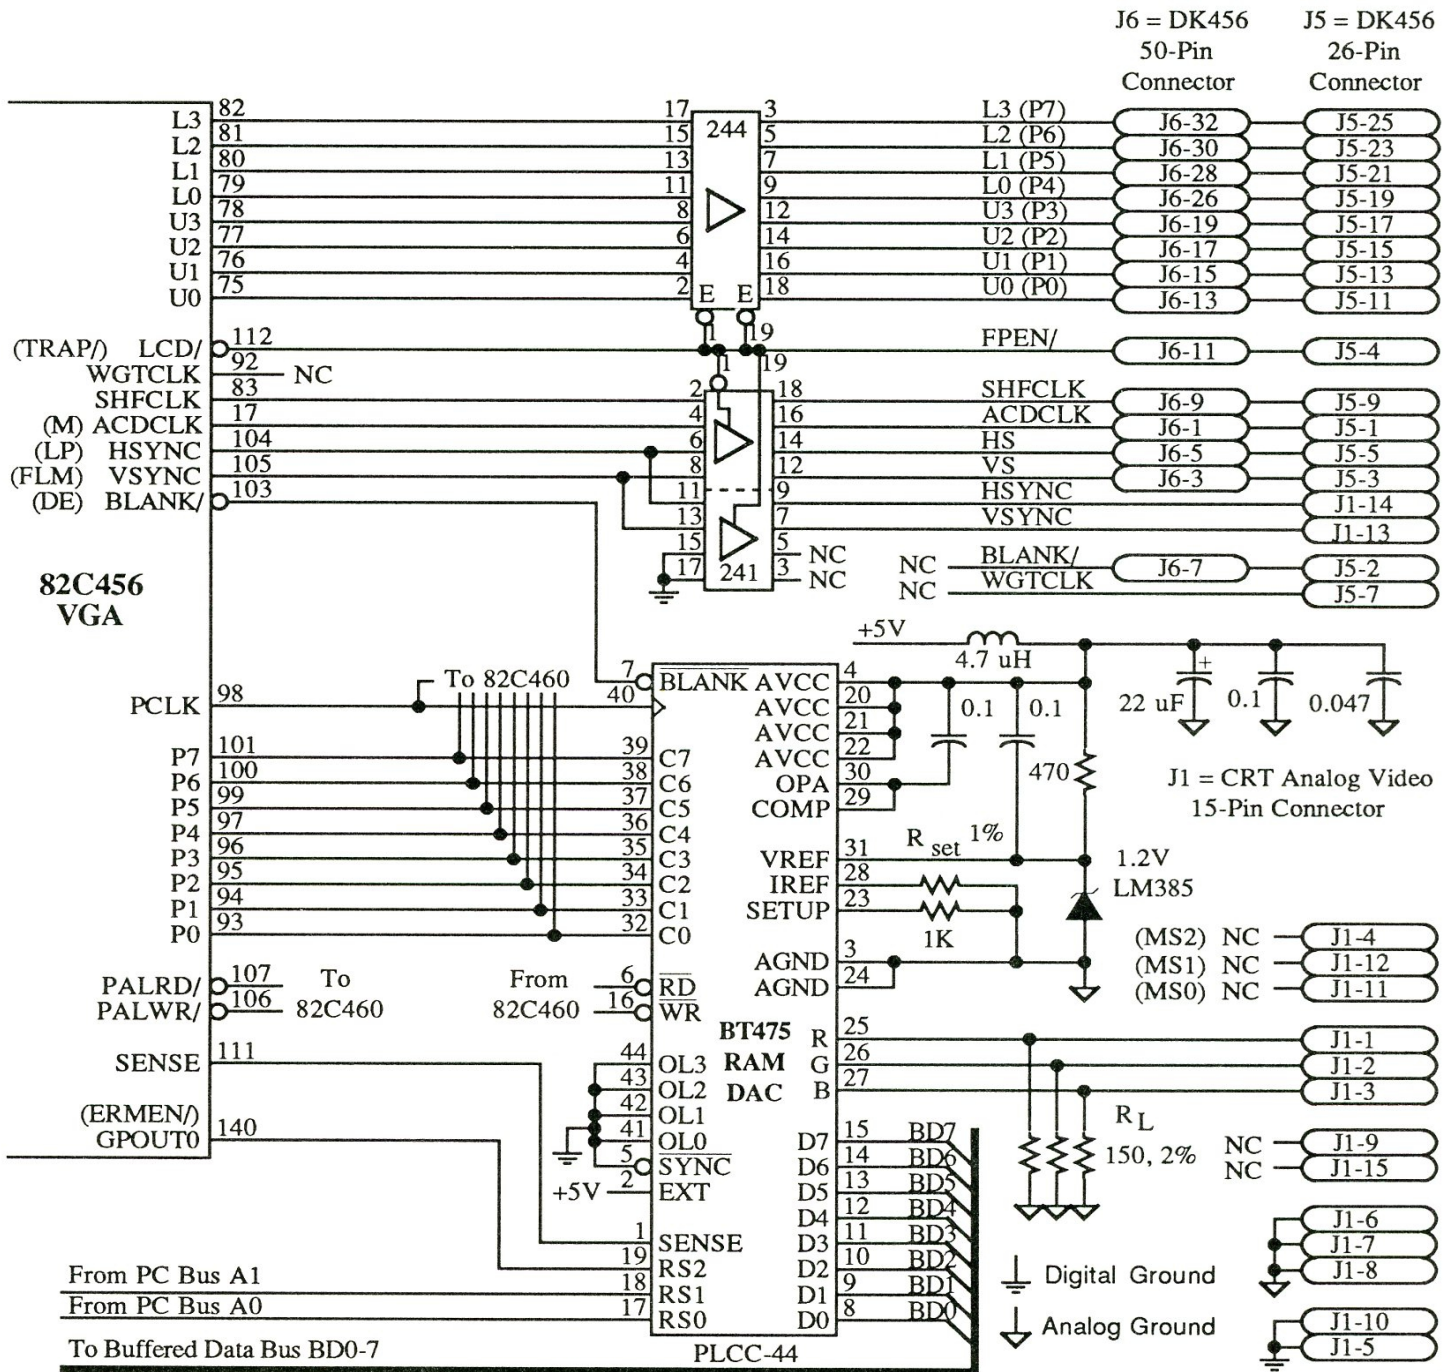 J6 = DK456 J5 = DK456
50-Pin 26-Pin
Connector Connector
L3 82 17 244 3 L3 (P7) J6-32 J5-25
L2 81 15 5 L2 (P6) J6-30 J5-23
L1 80 13 7 L1 (P5) J6-28 J5-21
L0 79 11 9 L0 (P4) J6-26 J5-19
U3 78 8 12 U3 (P3) J6-19 J5-17
U2 77 6 14 U2 (P2) J6-17 J5-15
U1 76 4 16 U1 (P1) J6-15 J5-13
U0 75 2 E E 18 U0 (P0) J6-13 J5-11
1 19
(TRAP/) LCD/ 112 FPEN/ J6-11 J5-4
1 19
WGTCLK 92 NC
SHFCLK 83 2 18 SHFCLK J6-9 J5-9
(M) ACDCLK 17 4 16 ACDCLK J6-1 J5-1
(LP) HSYNC 104 6 14 HS J6-5 J5-5
(FLM) VSYNC 105 8 12 VS J6-3 J5-3
(DE) BLANK/ 103 11 9 HSYNC J1-14
13 7 VSYNC J1-13
15 5 NC NC BLANK/ J6-7 J5-2
17 241 3 NC NC WGTCLK J5-7
82C456
VGA
+5V 4.7 uH
+
22 uF 0.1 0.047
To 82C460
7 BLANK AVCC 4
PCLK 98 40 AVCC 20
0.1 0.1
AVCC 21
P7 101 39 C7 AVCC 22
P6 100 38 C6 OPA 30 470
P5 99 37 C5 COMP 29
J1 = CRT Analog Video
15-Pin Connector
P4 97 36 C4
P3 96 35 C3 VREF 31 Rset 1% 1.2V
P2 95 34 C2 IREF 28 LM385
P1 94 33 C1 SETUP 23
P0 93 32 C0 1K
AGND 3 (MS2) NC J1-4
AGND 24 (MS1) NC J1-12
(MS0) NC J1-11
PALRD/ 107 To From 6 RD
PALWR/ 106 82C460 82C460 16 WR
BT475
RAM
DAC
R 25 J1-1
G 26 J1-2
B 27 J1-3
SENSE 111 44 OL3
43 OL2
42 OL1
41 OL0
5 SYNC
+5V 2 EXT
(ERMEN/)
GPOUT0 140
RL
150, 2%
NC J1-9
NC J1-15
D7 15 BD7
D6 14 BD6
D5 13 BD5
D4 12 BD4
D3 11 BD3
D2 10 BD2
D1 9 BD1
D0 8 BD0
1 SENSE
19 RS2
18 RS1
17 RS0
From PC Bus A1
From PC Bus A0
To Buffered Data Bus BD0-7
PLCC-44
Digital Ground
Analog Ground
J1-6
J1-7
J1-8
J1-10
J1-5